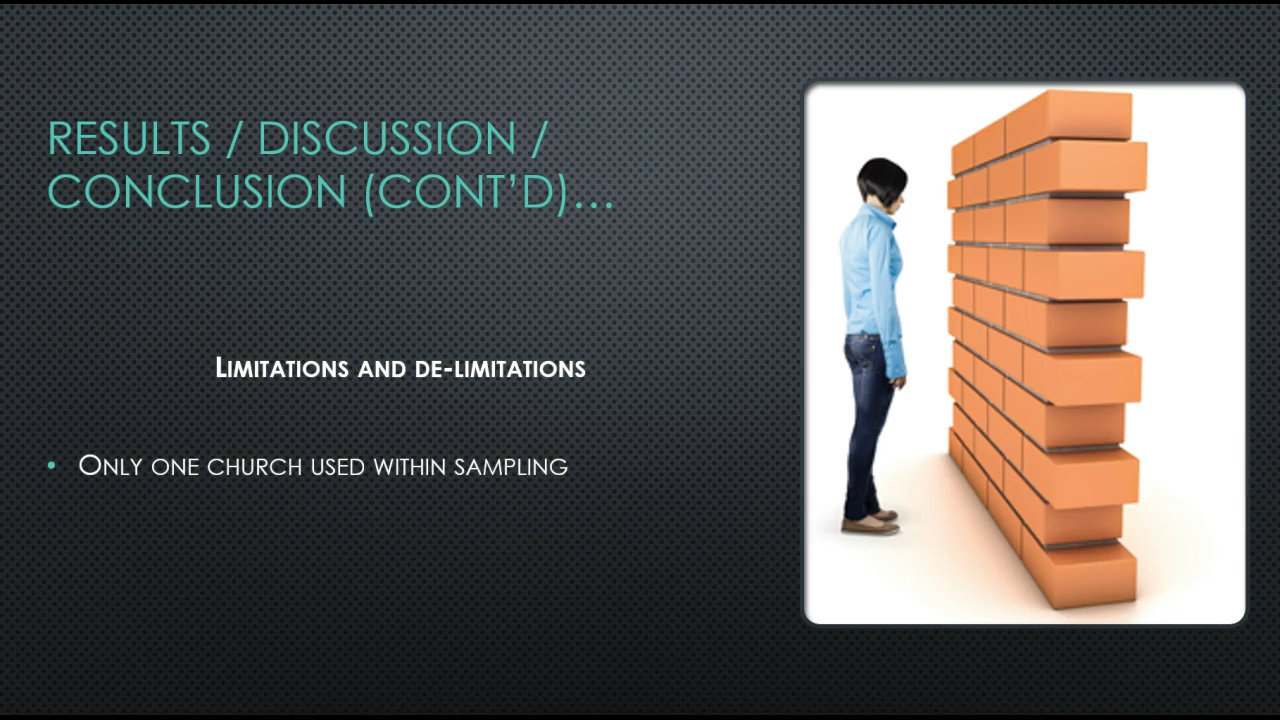 RESULTS / DISCUSSION /
CONCLUSION (CONT’D)…
Limitations and de-limitations
• Only one church used within sampling